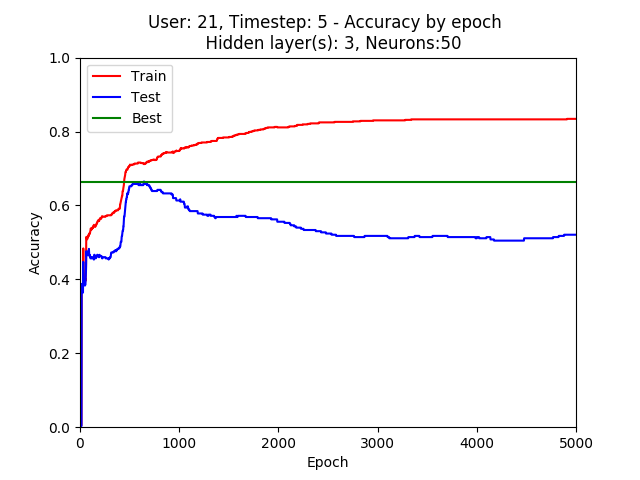 User: 21, Timestep: 5 - Accuracy by epoch
Hidden layer(s): 3, Neurons:50
1.0
0.8
0.6
0.4
0.2
0.0
Accuracy
Train
Test
Best
0
1000
2000
3000
4000
5000
Epoch